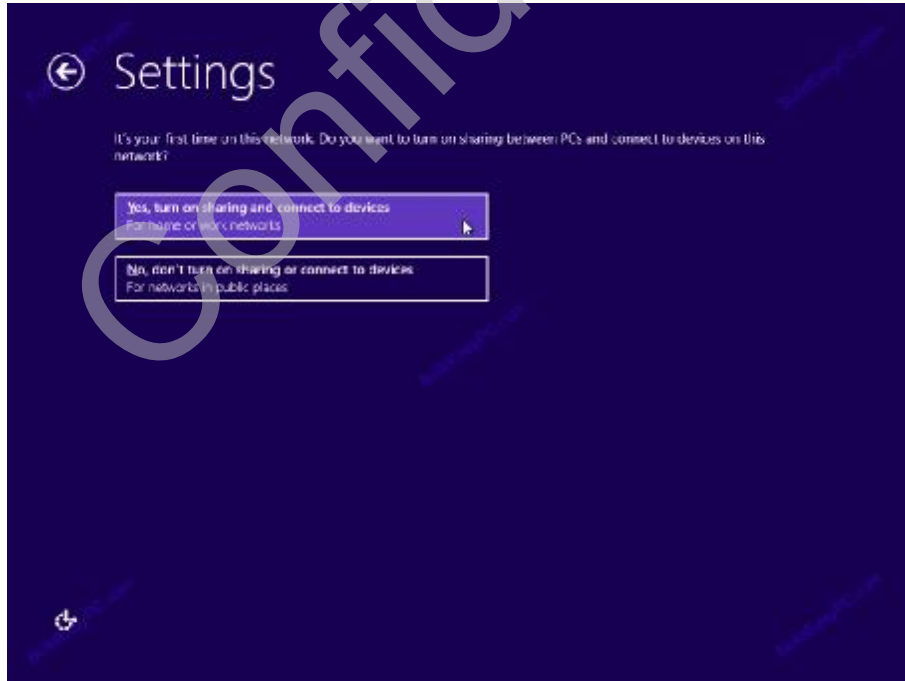 Settings
It's your first time on this network. Do you want to turn on sharing between PCs and connect to devices on this
network?
Yes, turn on sharing and connect to devices
For home or work networks
No, don't turn on sharing or connect to devices
For networks in public places
Confid